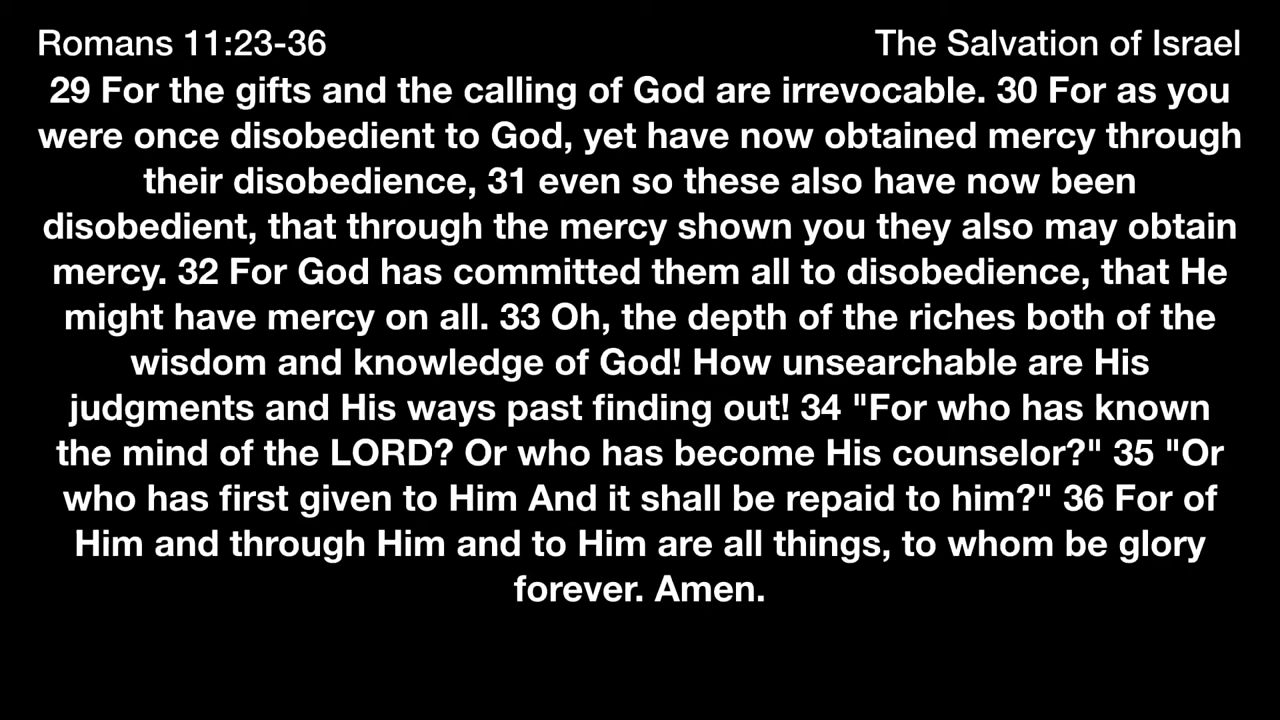 Romans 11:23-36
The Salvation of Israel
29 For the gifts and the calling of God are irrevocable. 30 For as you
were once disobedient to God, yet have now obtained mercy through
their disobedience, 31 even so these also have now been
disobedient, that through the mercy shown you they also may obtain
mercy. 32 For God has committed them all to disobedience, that He
might have mercy on all. 33 Oh, the depth of the riches both of the
wisdom and knowledge of God! How unsearchable are His
judgments and His ways past finding out! 34 "For who has known
the mind of the LORD? Or who has become His counselor?" 35 "Or
who has first given to Him And it shall be repaid to him?" 36 For of
Him and through Him and to Him are all things, to whom be glory
forever. Amen.